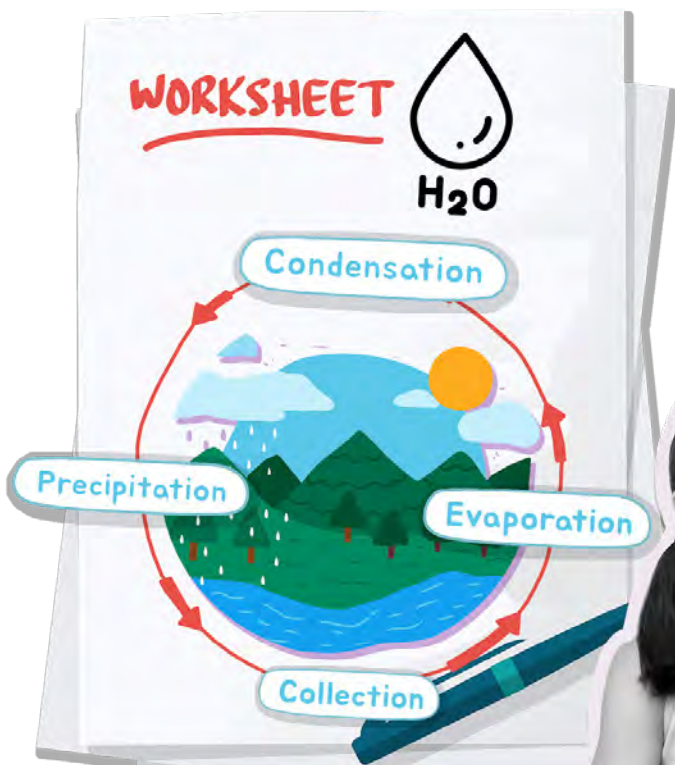 WORKSHEET
H₂O
Condensation
Precipitation
Evaporation
Collection